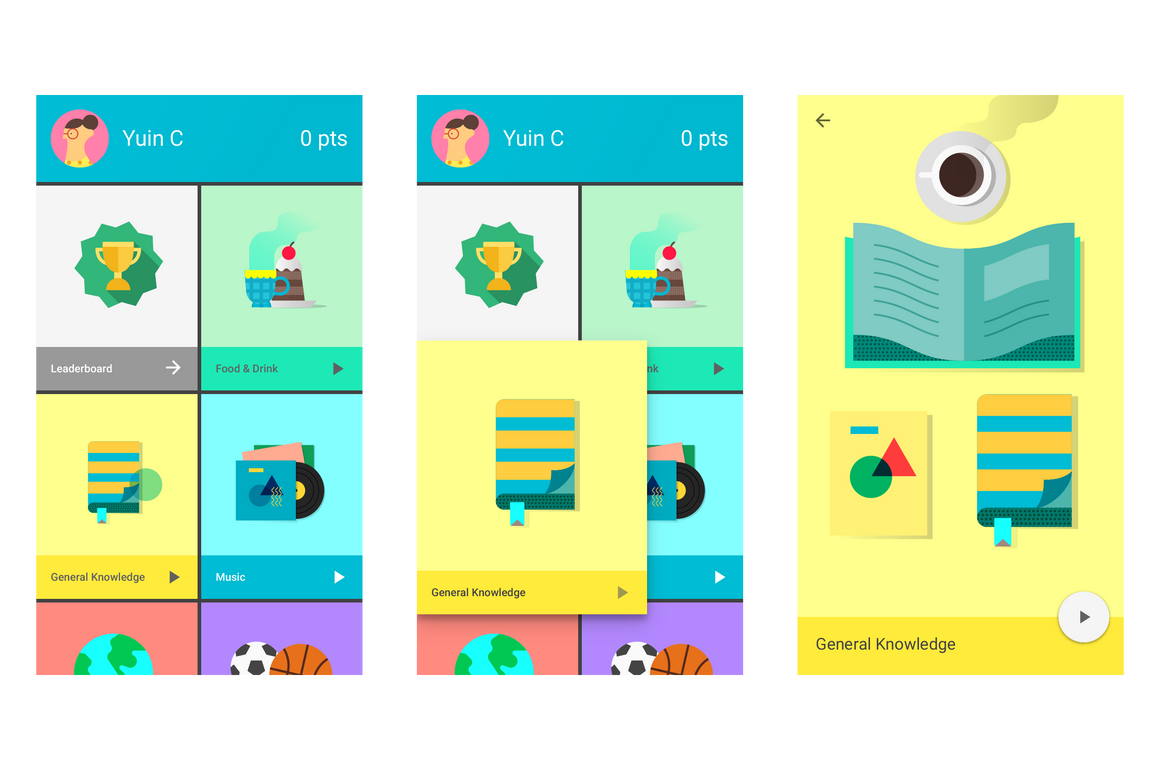 Yuin C
0 pts
Leaderboard
Food & Drink
General Knowledge
Music
Yuin C
0 pts
nk
General Knowledge
General Knowledge